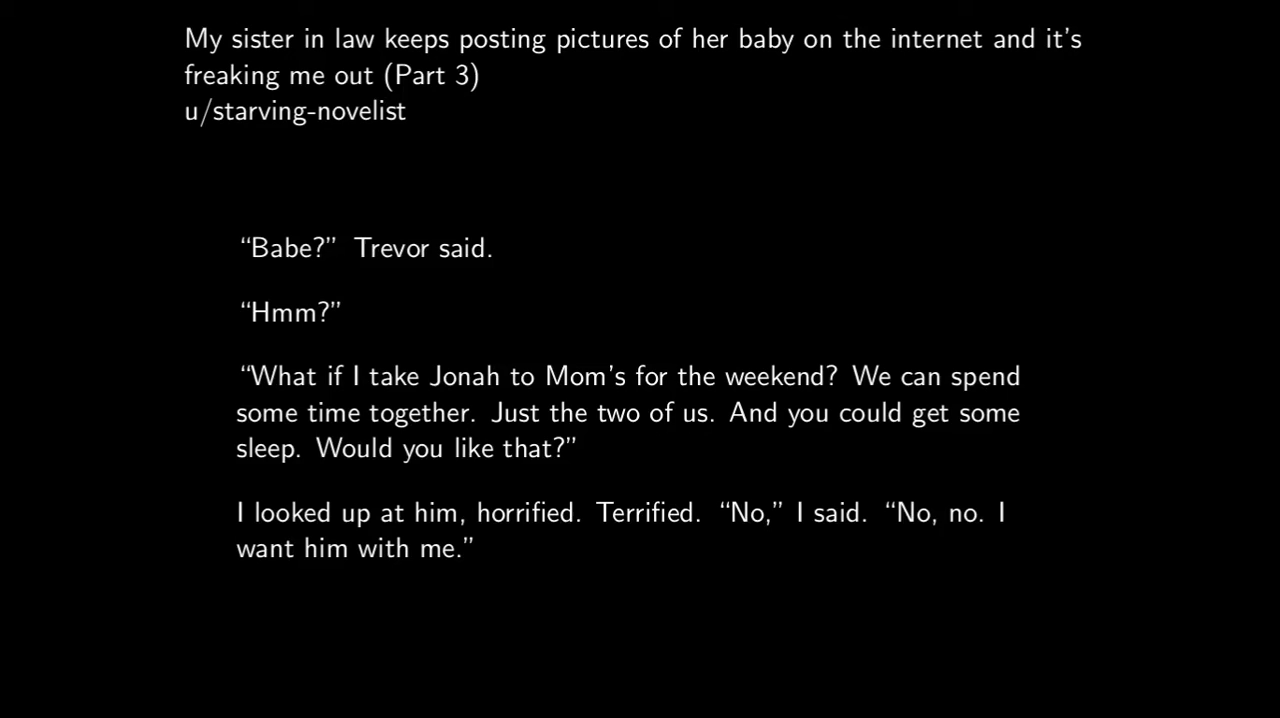 My sister in law keeps posting pictures of her baby on the internet and it's
freaking me out (Part 3)
u/starving-novelist
“Babe?” Trevor said.
“Hmm?”
“What if I take Jonah to Mom’s for the weekend? We can spend
some time together. Just the two of us. And you could get some
sleep. Would you like that?”
I looked up at him, horrified. Terrified. “No,” I said. “No, no. I
want him with me.”